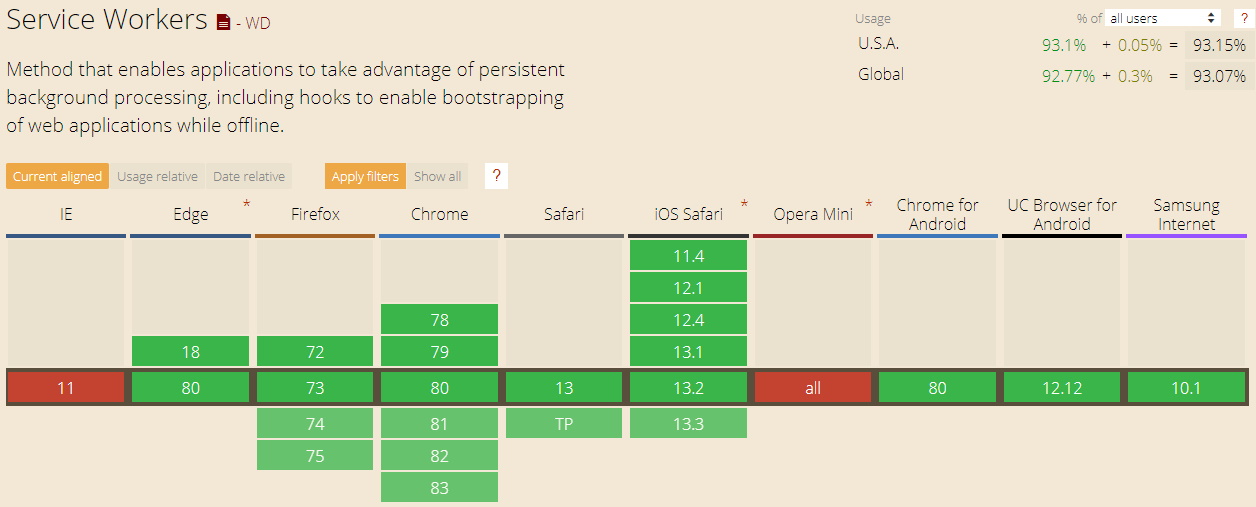 Service Workers - WD
Usage % of all users ?
U.S.A. 93.1% + 0.05% = 93.15%
Global 92.77% + 0.3% = 93.07%
Method that enables applications to take advantage of persistent
background processing, including hooks to enable bootstrapping
of web applications while offline.
Current aligned Usage relative Date relative Apply filters Show all ?
IE Edge * Firefox Chrome Safari iOS Safari * Opera Mini * Chrome for Android UC Browser for Android Samsung Internet
11.4
12.1
78 12.4
18 72 79 13.1
11 80 73 80 13 13.2 all 80 12.12 10.1
74 81 TP 13.3
75 82
83